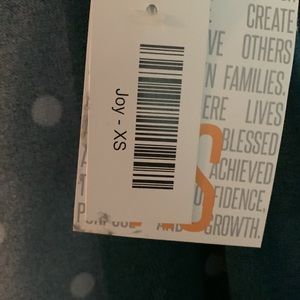 CREATE
VE OTHERS
N FAMILIES.
ERE LIVES
BLESSED
ACHIEVED
FIDENCE,
AND GROWTH.
S
Joy - XS